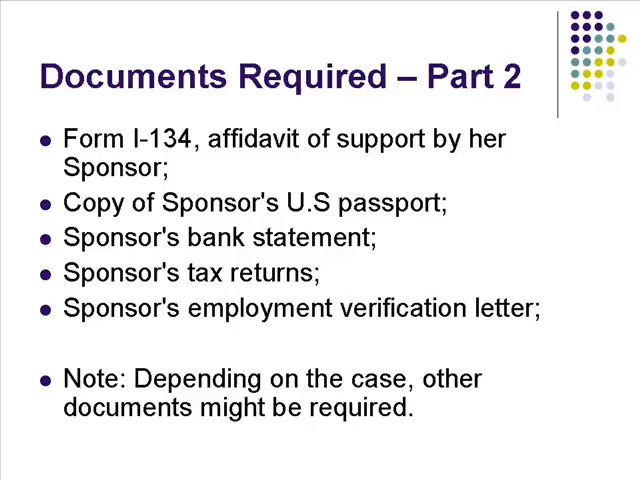 Documents Required – Part 2
Form I-134, affidavit of support by her
Sponsor;
Copy of Sponsor's U.S passport;
Sponsor's bank statement;
Sponsor's tax returns;
Sponsor's employment verification letter;
Note: Depending on the case, other
documents might be required.